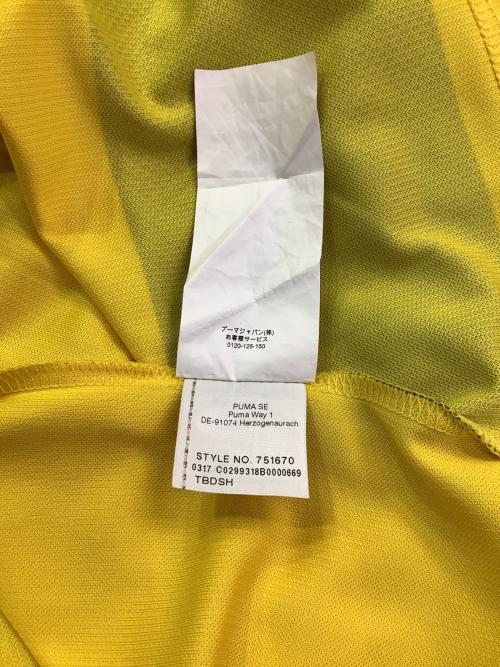 プーマジャパン(株)
お客様サービス
0120-125-150
PUMA SE
Puma Way 1
DE-91074 Herzogenaurach
STYLE NO. 751670
0317 C0299318B0000669
TBDSH